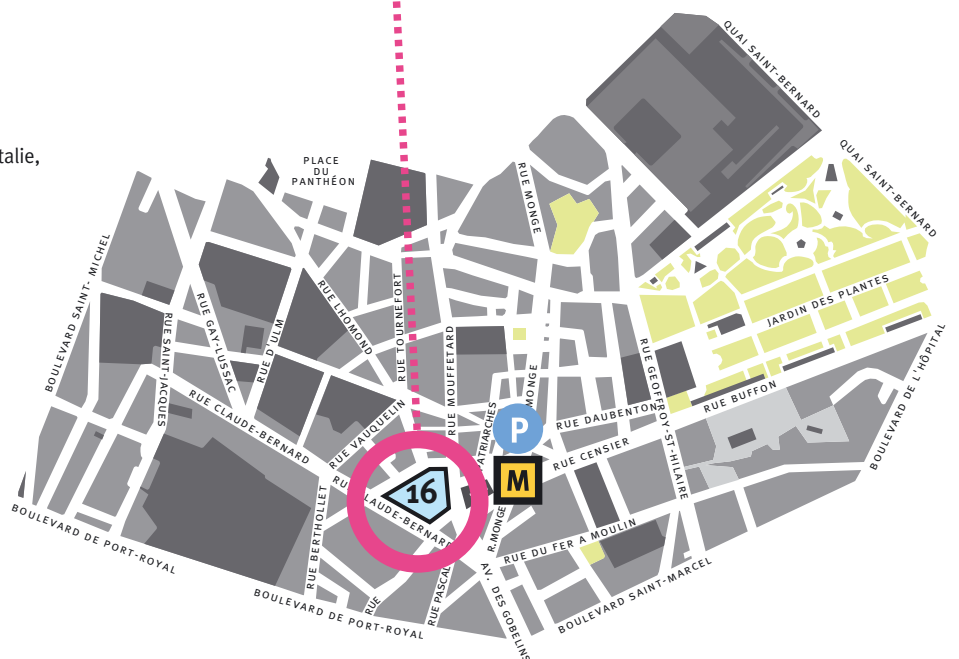 talie,
QUAI SAINT-BERNARD
QUAI SAINT-BERNARD
PLACE
DU
PANTHÉON
RUE MONGE
BOULEVARD SAINT- MICHEL
RUE GAY-LUSSAC
RUE D'ULM
RUE LHOMOND
RUE TOURNEFORT
RUE MOUFFETARD
JARDIN DES PLANTES
RUE SAINT-JACQUES
MONGE
RUE GEOFFROY-ST-HILAIRE
RUE BUFFON
BOULEVARD DE L'HÔPITAL
RUE CLAUDE-BERNARD
RUE VAUQUELIN
PATRIARCHES
P
RUE DAUBENTON
RUE CENSIER
M
16
RU
LAUDE-BERNARD
RUE BERTHOLLET
R.MONGE
RUE DU FER A MOULIN
BOULEVARD DE PORT-ROYAL
BOULEVARD DE PORT-ROYAL
RUE
RUE PASCAL
AV. DES GOBELINS
BOULEVARD SAINT-MARCEL